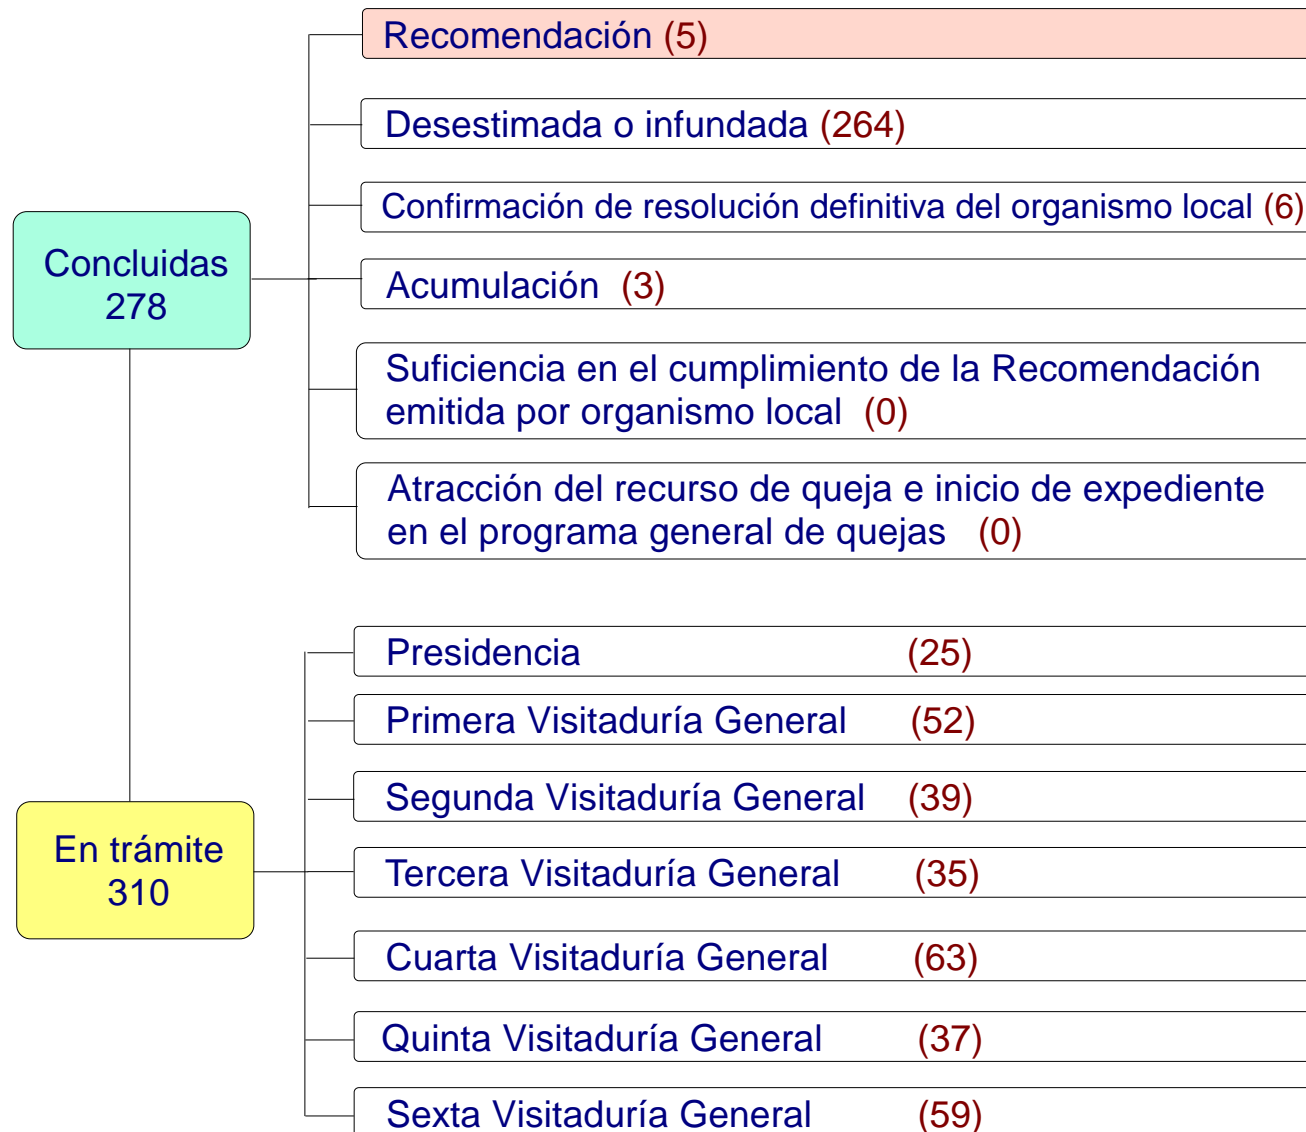 Recomendación (5)
Desestimada o infundada (264)
Confirmación de resolución definitiva del organismo local (6)
Concluidas
278
Acumulación (3)
Suficiencia en el cumplimiento de la Recomendación
emitida por organismo local (0)
Atracción del recurso de queja e inicio de expediente
en el programa general de quejas (0)
Presidencia (25)
Primera Visitaduría General (52)
Segunda Visitaduría General (39)
En trámite
310
Tercera Visitaduría General (35)
Cuarta Visitaduría General (63)
Quinta Visitaduría General (37)
Sexta Visitaduría General (59)